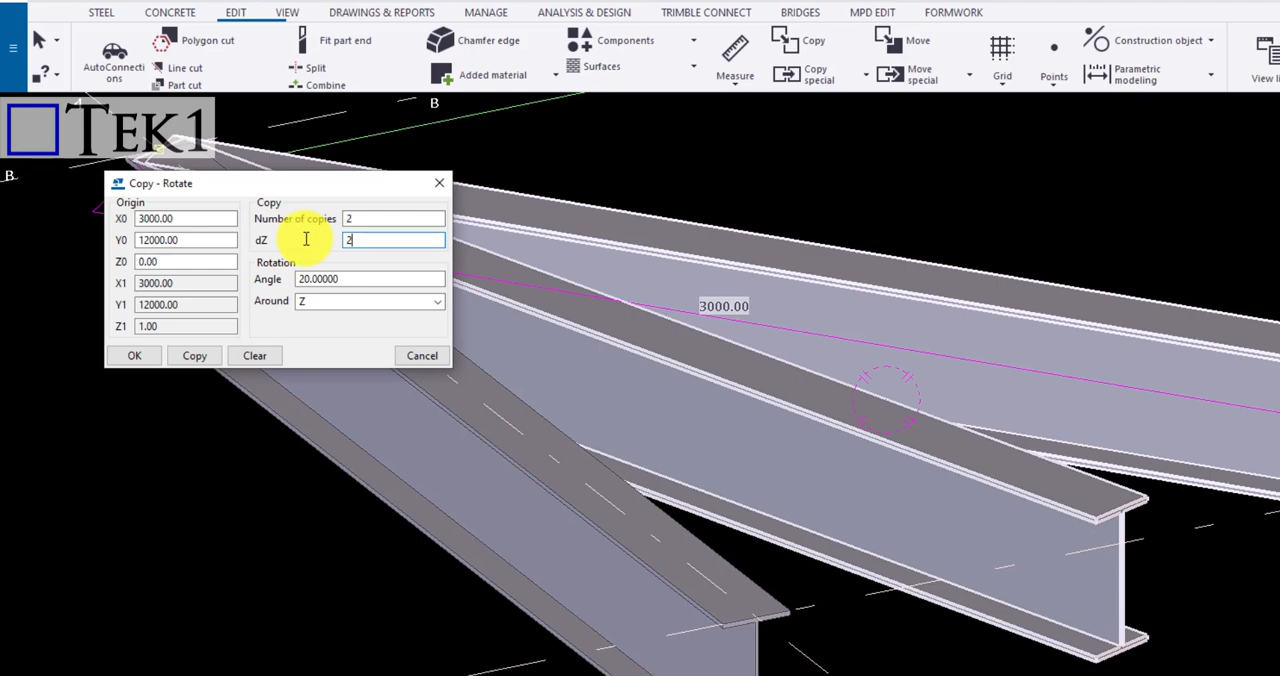 STEEL CONCRETE EDIT VIEW DRAWINGS & REPORTS MANAGE ANALYSIS & DESIGN TRIMBLE CONNECT BRIDGES MPD EDIT FORMWORK
AutoConnecti
ons
Polygon cut
Line cut
Part cut
Fit part end
Split
Combine
Chamfer edge
Added material
Components
Surfaces
Measure
Copy
Copy
special
Move
Move
special
Grid
Points
Construction object
Parametric
modeling
View li
B
B
TEK1
Copy - Rotate
Origin
X0 3000.00
Y0 12000.00
Z0 0.00
X1 3000.00
Y1 12000.00
Z1 1.00
Copy
Number of copies 2
dZ 2
Rotation
Angle 20.00000
Around Z
OK Copy Clear Cancel
3000.00